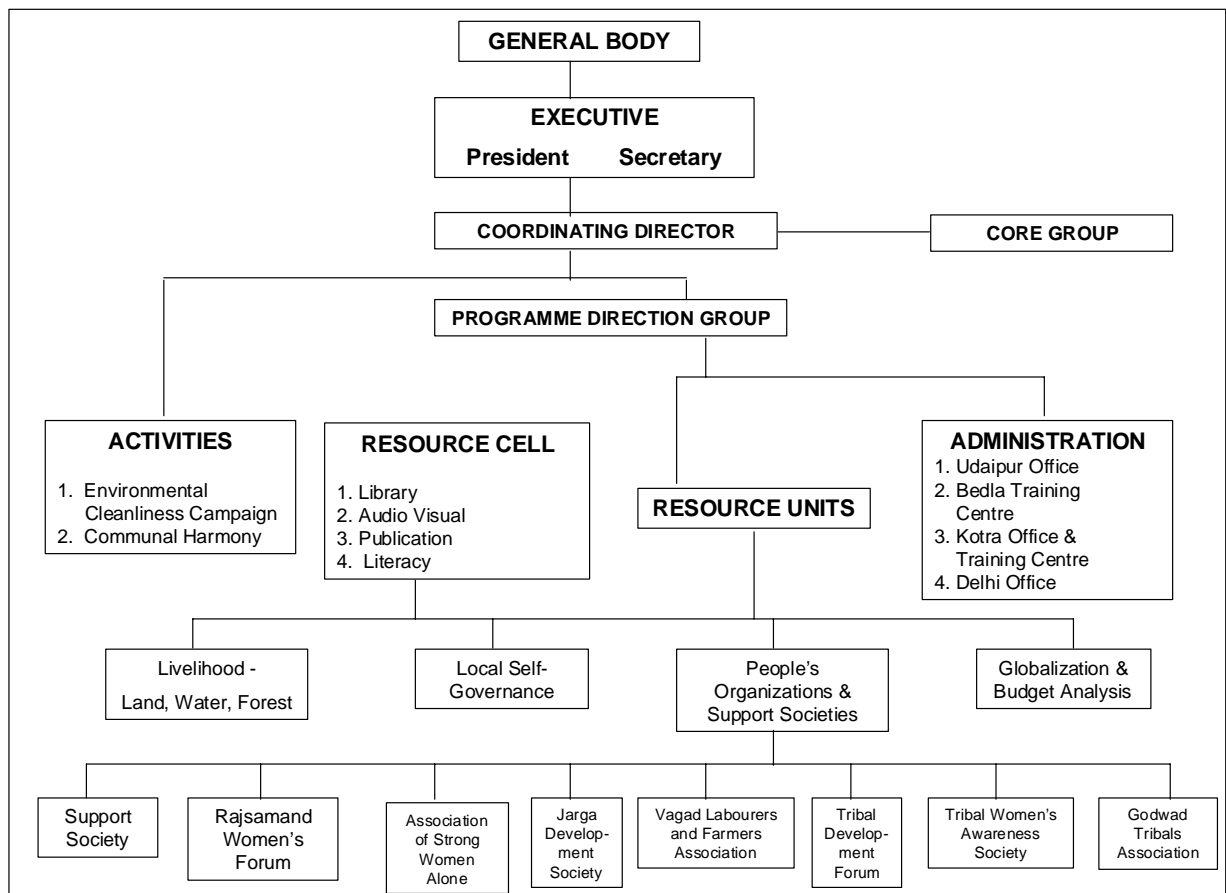 GENERAL BODY
EXECUTIVE
President Secretary
COORDINATING DIRECTOR
CORE GROUP
PROGRAMME DIRECTION GROUP
ACTIVITIES
1. Environmental
Cleanliness Campaign
2. Communal Harmony
RESOURCE CELL
1. Library
2. Audio Visual
3. Publication
4. Literacy
RESOURCE UNITS
ADMINISTRATION
1. Udaipur Office
2. Bedla Training
Centre
3. Kotra Office &
Training Centre
4. Delhi Office
Livelihood -
Land, Water, Forest
Local Self-
Governance
People's
Organizations &
Support Societies
Globalization &
Budget Analysis
Support
Society
Rajsamand
Women's
Forum
Association
of Strong
Women
Alone
Jarga
Develop-
ment
Society
Vagad Labourers
and Farmers
Association
Tribal
Develop-
ment
Forum
Tribal Women's
Awareness
Society
Godwad
Tribals
Association